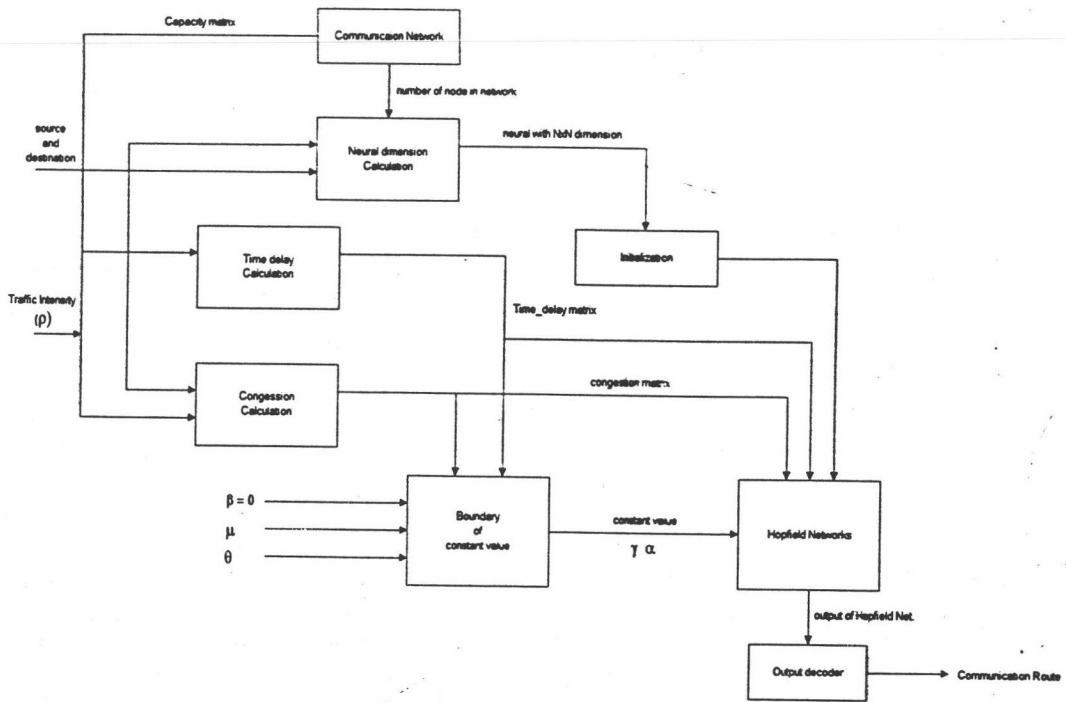 Capacity matrix
Communicaion Network
number of node in network
source
and
destination
Neural dimension
Calculation
neural with NxN dimension
Time delay
Calculation
Initialization
Traffic Intensity
(ρ)
Time_delay matrix
Congession
Calculation
congestion matrix
β = 0
μ
θ
Boundary
of
constant value
constant value
γ α
Hopfield Networks
output of Hopfield Net.
Output decoder
Communication Route